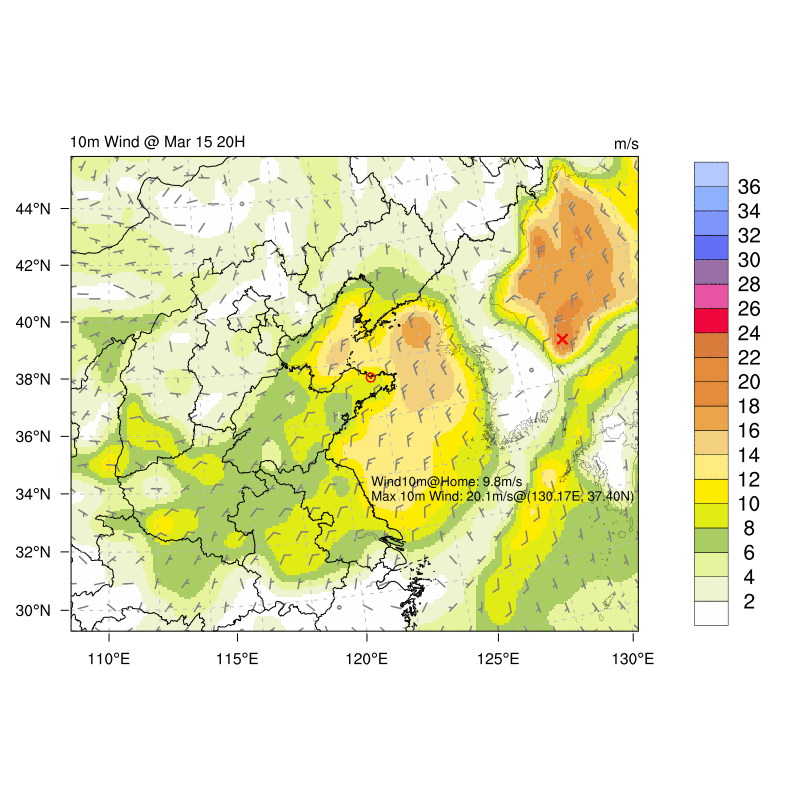 10m Wind @ Mar 15 20H
m/s
44°N
42°N
40°N
38°N
36°N
34°N
32°N
30°N
110°E
115°E
120°E
125°E
130°E
Wind10m@Home: 9.8m/s
Max 10m Wind: 20.1m/s@(130.17E, 37.40N)
36
34
32
30
28
26
24
22
20
18
16
14
12
10
8
6
4
2